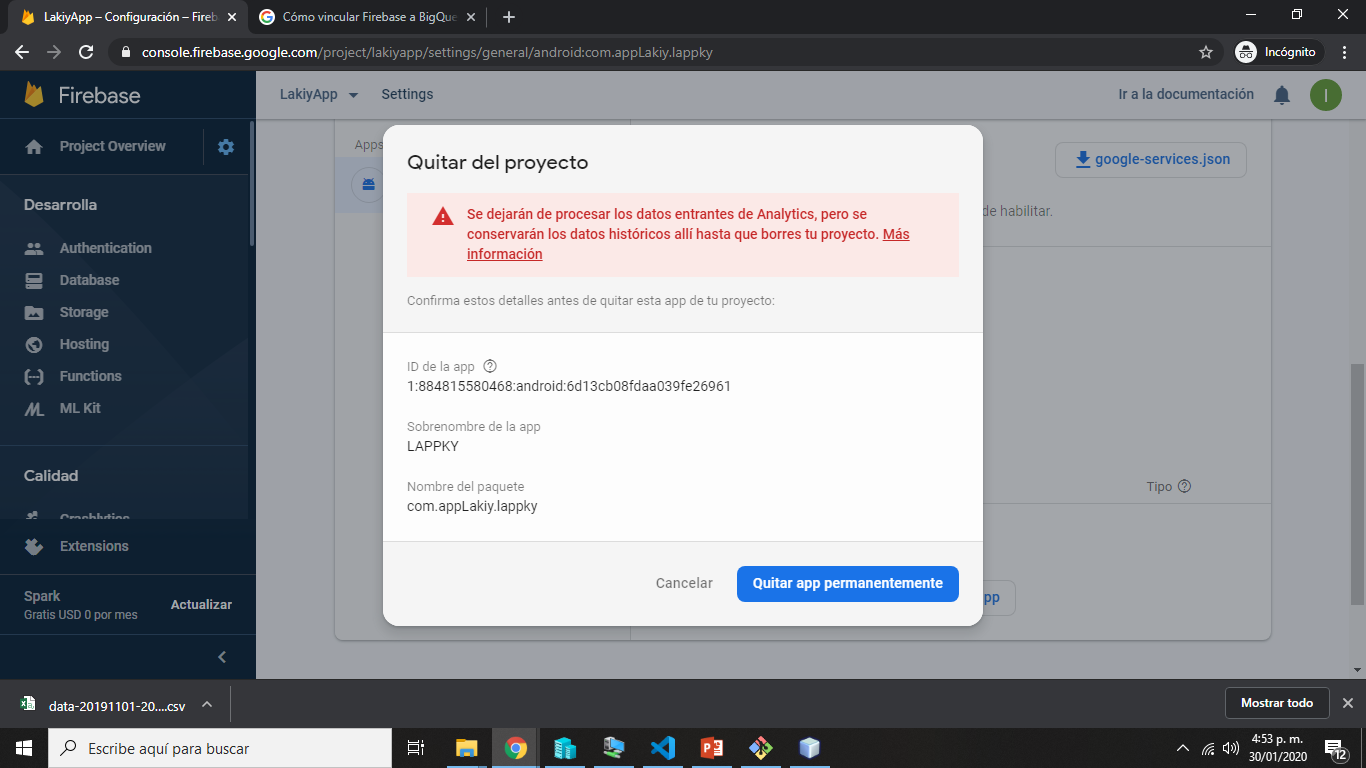 LakiyApp – Configuración – Fireb
Cómo vincular Firebase a BigQue
console.firebase.google.com/project/lakiyapp/settings/general/android:com.appLakiy.lappky
Incógnito
Firebase
LakiyApp
Settings
Ir a la documentación
I
Project Overview
Desarrolla
Authentication
Database
Storage
Hosting
Functions
ML Kit
Calidad
Crashlytics
Extensions
Spark
Gratis USD 0 por mes
Actualizar
Apps
google-services.json
de habilitar.
Tipo
pp
Quitar del proyecto
Se dejarán de procesar los datos entrantes de Analytics, pero se
conservarán los datos históricos allí hasta que borres tu proyecto. Más
información
Confirma estos detalles antes de quitar esta app de tu proyecto:
ID de la app
1:884815580468:android:6d13cb08fdaa039fe26961
Sobrenombre de la app
LAPPKY
Nombre del paquete
com.appLakiy.lappky
Cancelar
Quitar app permanentemente
data-20191101-20....csv
Mostrar todo
Escribe aquí para buscar
4:53 p. m.
30/01/2020
12